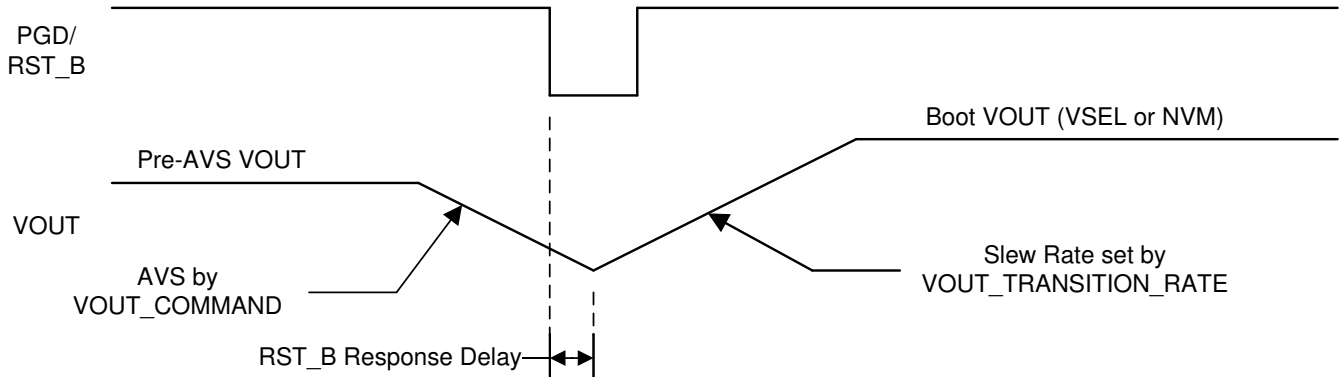 PGD/
RST_B
Boot VOUT (VSEL or NVM)
Pre-AVS VOUT
VOUT
AVS by
VOUT_COMMAND
Slew Rate set by
VOUT_TRANSITION_RATE
RST_B Response Delay